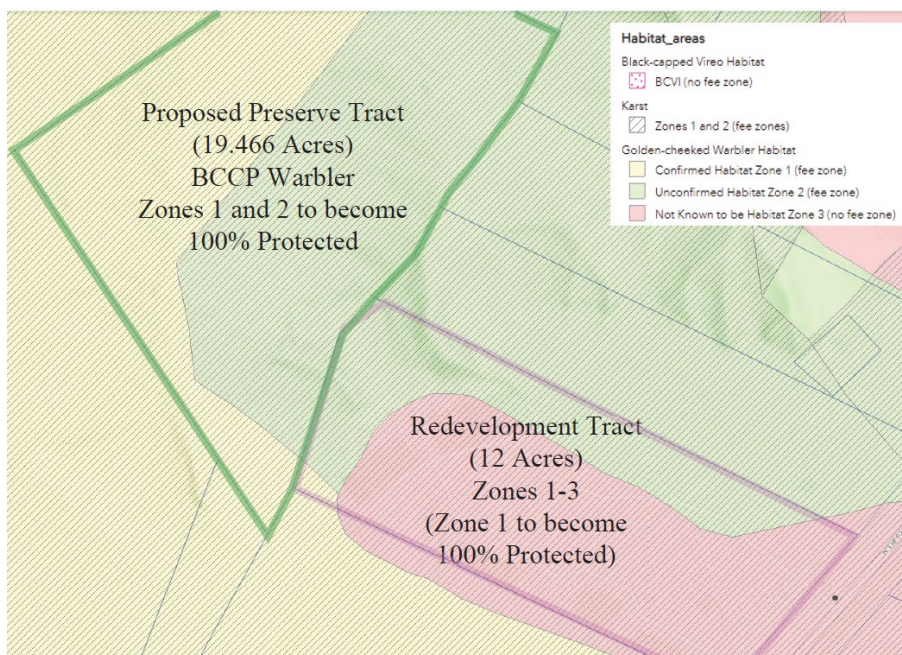 Habitat_areas
Black-capped Vireo Habitat
BCVI (no fee zone)
Karst
Zones 1 and 2 (fee zones)
Golden-cheeked Warbler Habitat
Confirmed Habitat Zone 1 (fee zone)
Unconfirmed Habitat Zone 2 (fee zone)
Not Known to be Habitat Zone 3 (no fee zone)
Proposed Preserve Tract
(19.466 Acres)
BCCP Warbler
Zones 1 and 2 to become
100% Protected
Redevelopment Tract
(12 Acres)
Zones 1-3
(Zone 1 to become
100% Protected)